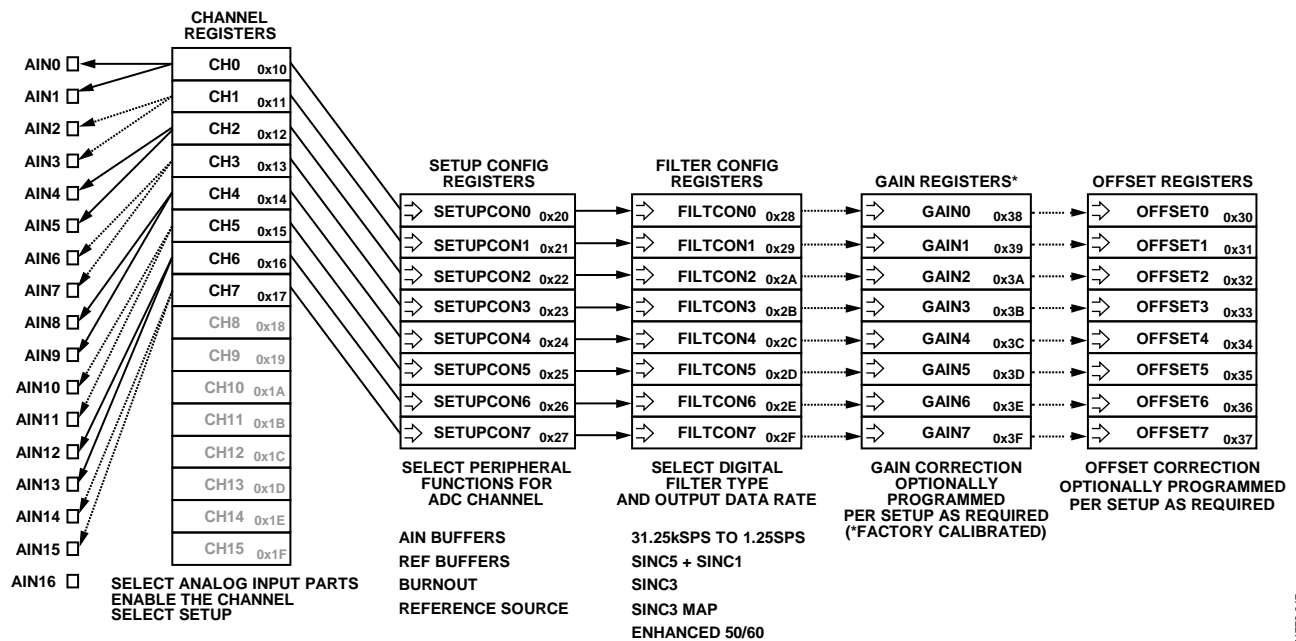 CHANNEL
REGISTERS
AIN0
AIN1
AIN2
AIN3
AIN4
AIN5
AIN6
AIN7
AIN8
AIN9
AIN10
AIN11
AIN12
AIN13
AIN14
AIN15
AIN16
CH0 0x10
CH1 0x11
CH2 0x12
CH3 0x13
CH4 0x14
CH5 0x15
CH6 0x16
CH7 0x17
CH8 0x18
CH9 0x19
CH10 0x1A
CH11 0x1B
CH12 0x1C
CH13 0x1D
CH14 0x1E
CH15 0x1F
SELECT ANALOG INPUT PARTS
ENABLE THE CHANNEL
SELECT SETUP
SETUP CONFIG
REGISTERS
SETUPCON0 0x20
SETUPCON1 0x21
SETUPCON2 0x22
SETUPCON3 0x23
SETUPCON4 0x24
SETUPCON5 0x25
SETUPCON6 0x26
SETUPCON7 0x27
SELECT PERIPHERAL
FUNCTIONS FOR
ADC CHANNEL
AIN BUFFERS
REF BUFFERS
BURNOUT
REFERENCE SOURCE
FILTER CONFIG
REGISTERS
FILTCON0 0x28
FILTCON1 0x29
FILTCON2 0x2A
FILTCON3 0x2B
FILTCON4 0x2C
FILTCON5 0x2D
FILTCON6 0x2E
FILTCON7 0x2F
SELECT DIGITAL
FILTER TYPE
AND OUTPUT DATA RATE
31.25kSPS TO 1.25SPS
SINC5 + SINC1
SINC3
SINC3 MAP
ENHANCED 50/60
GAIN REGISTERS*
GAIN0 0x38
GAIN1 0x39
GAIN2 0x3A
GAIN3 0x3B
GAIN4 0x3C
GAIN5 0x3D
GAIN6 0x3E
GAIN7 0x3F
GAIN CORRECTION
OPTIONALLY
PROGRAMMED
PER SETUP AS REQUIRED
(*FACTORY CALIBRATED)
OFFSET REGISTERS
OFFSET0 0x30
OFFSET1 0x31
OFFSET2 0x32
OFFSET3 0x33
OFFSET4 0x34
OFFSET5 0x35
OFFSET6 0x36
OFFSET7 0x37
OFFSET CORRECTION
OPTIONALLY PROGRAMMED
PER SETUP AS REQUIRED